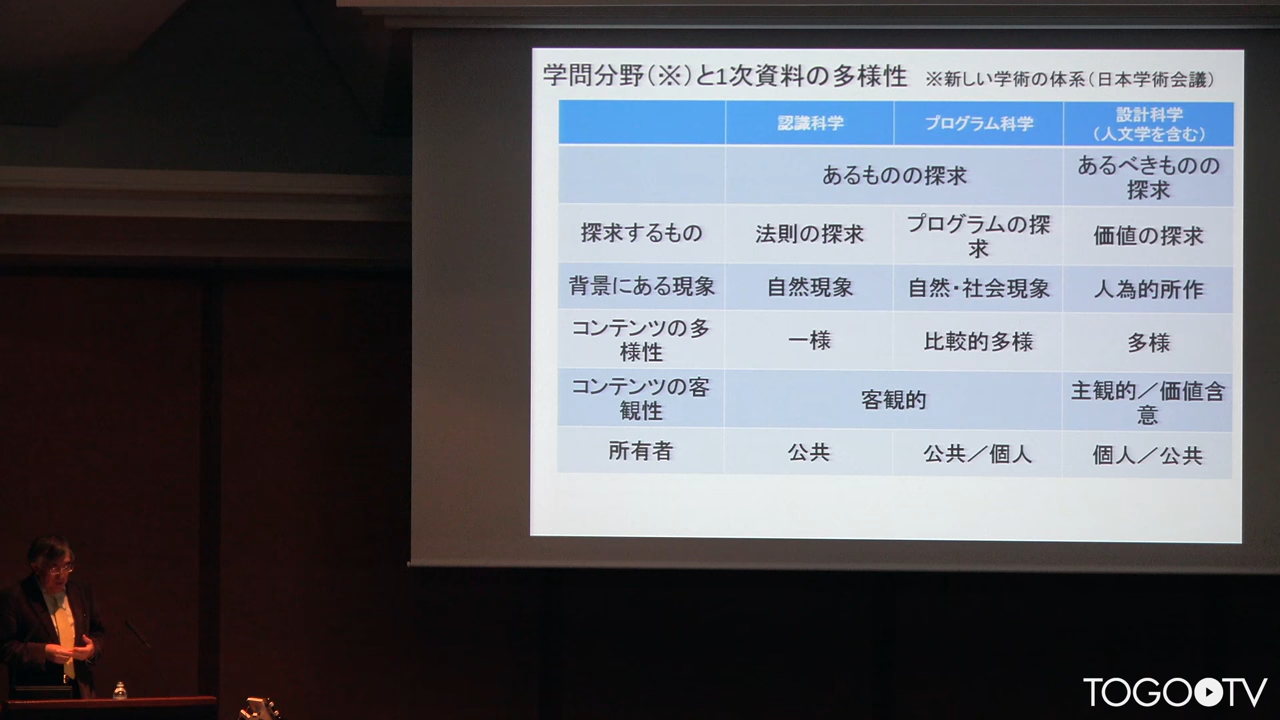 学問分野(※)と1次資料の多様性 ※新しい学術の体系(日本学術会議)
認識科学 プログラム科学 設計科学
(人文学を含む)
あるものの探求 あるべきものの
探求
探求するもの 法則の探求 プログラムの探
求 価値の探求
背景にある現象 自然現象 自然・社会現象 人為的所作
コンテンツの多
様性 一様 比較的多様 多様
コンテンツの客
観性 客観的 主観的/価値含
意
所有者 公共 公共/個人 個人/公共
TOGO TV